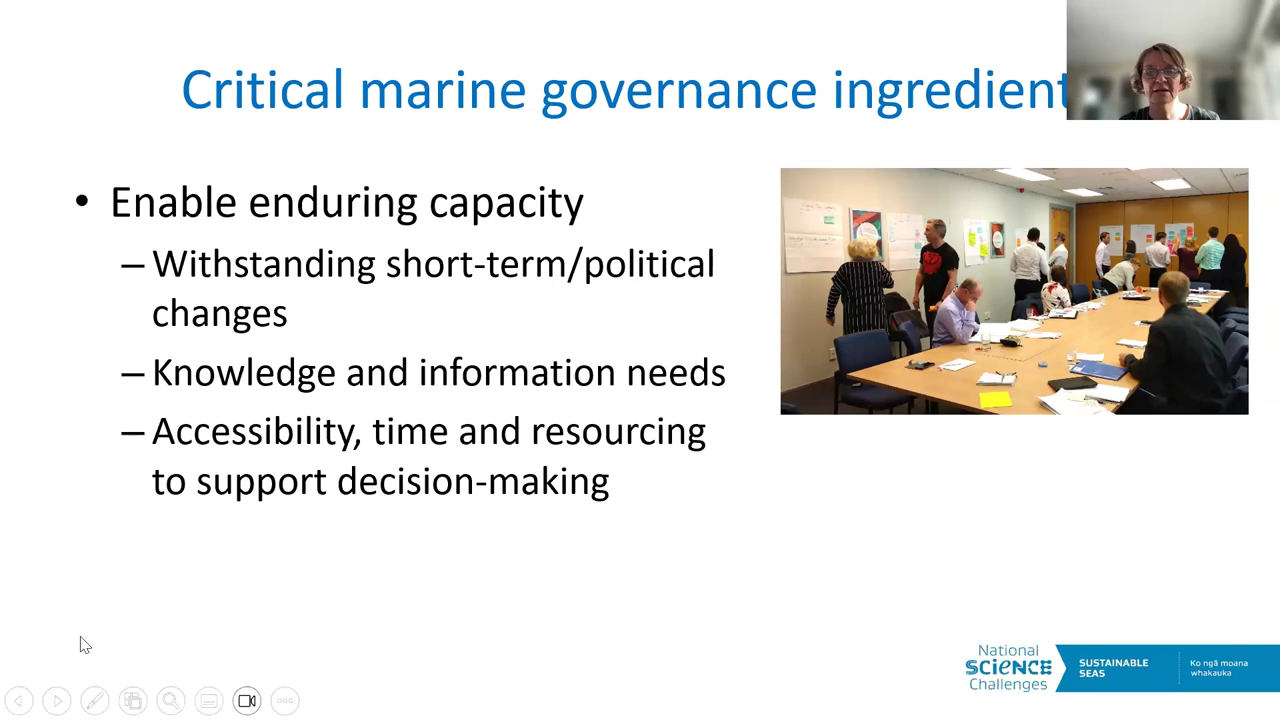 Critical marine governance ingredient
• Enable enduring capacity
– Withstanding short-term/political
changes
– Knowledge and information needs
– Accessibility, time and resourcing
to support decision-making
National
SCIENCE
Challenges
SUSTAINABLE
SEAS
Ko ngā moana
whakauka